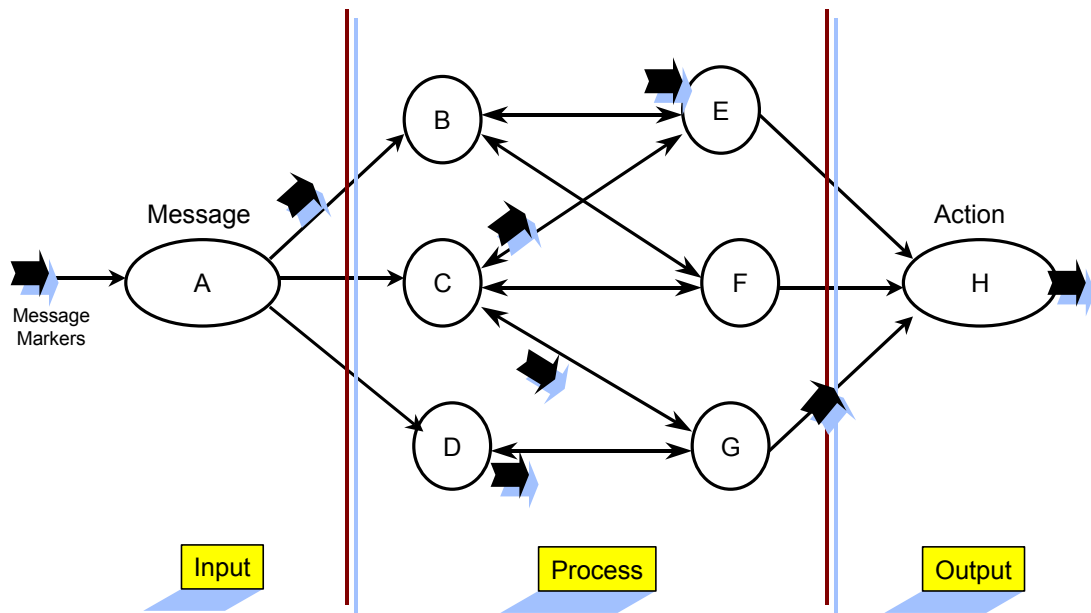 B
E
Message
Action
A
C
F
H
Message
Markers
D
G
Input
Process
Output